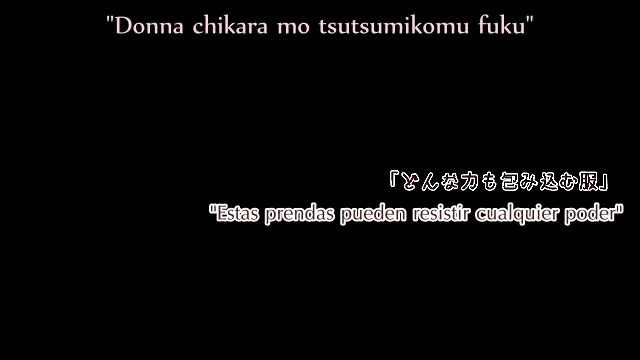 "Donna chikara mo tsutsumikomu fuku"
「どんな力も包み込む服」
"Estas prendas pueden resistir cualquier poder"